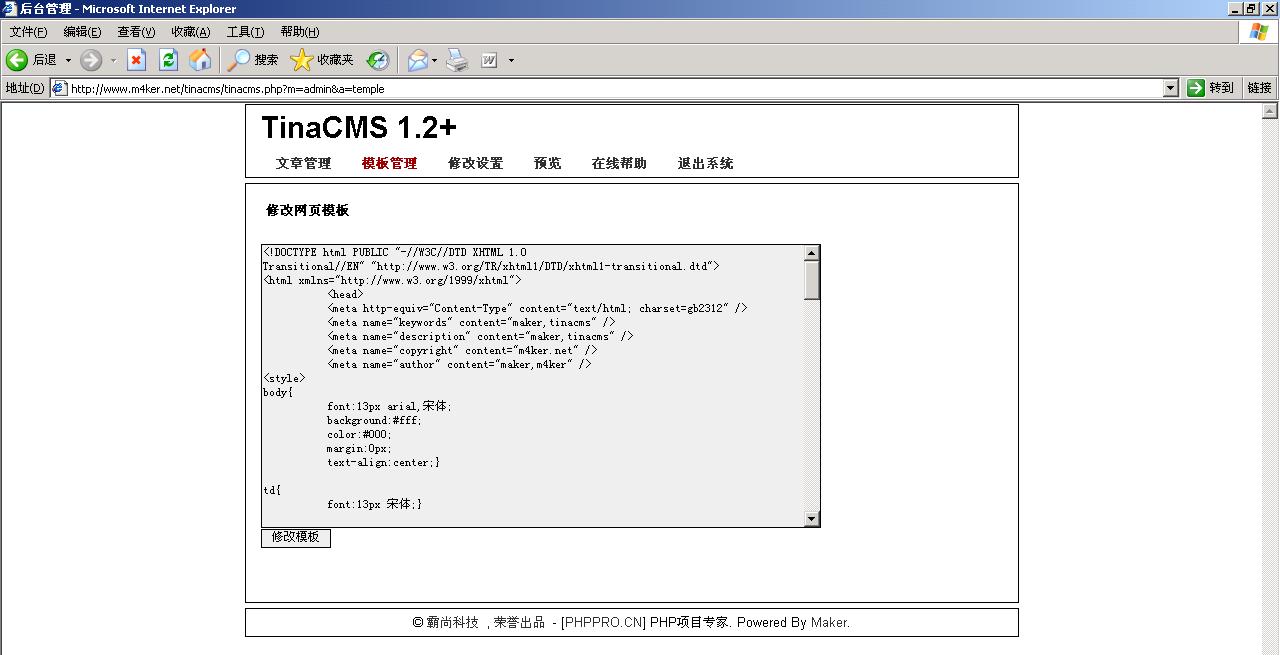 后台管理 - Microsoft Internet Explorer
文件(F) 编辑(E) 查看(V) 收藏(A) 工具(T) 帮助(H)
后退 搜索 收藏夹
地址(D) http://www.m4ker.net/tinacms/tinacms.php?m=admin&a=temple 转到 链接
TinaCMS 1.2+
文章管理 模板管理 修改设置 预览 在线帮助 退出系统
修改网页模板
<!DOCTYPE html PUBLIC "-//W3C//DTD XHTML 1.0
Transitional//EN" "http://www.w3.org/TR/xhtml1/DTD/xhtml1-transitional.dtd">
<html xmlns="http://www.w3.org/1999/xhtml">
<head>
<meta http-equiv="Content-Type" content="text/html; charset=gb2312" />
<meta name="keywords" content="maker,tinacms" />
<meta name="description" content="maker,tinacms" />
<meta name="copyright" content="m4ker.net" />
<meta name="author" content="maker,m4ker" />
<style>
body{
font:13px arial,宋体;
background:#fff;
color:#000;
margin:0px;
text-align:center;}
td{
font:13px 宋体;}
修改模板
© 霸尚科技 , 荣誉出品 - [PHPPRO.CN] PHP项目专家. Powered By Maker.